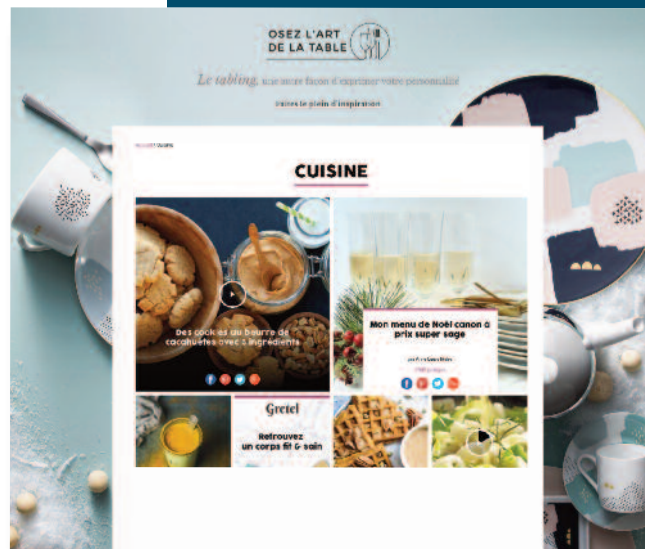 OSEZ L'ART
DE LA TABLE
Le tabling, une autre façon d'exprimer votre personnalité
Faites le plein d'inspiration
CUISINE
Des cookies au beurre de
cacahuètes avec 3 ingrédients
Mon menu de Noël canon à
prix super sage
Gretel
Retrouvez
un corps fit & sain